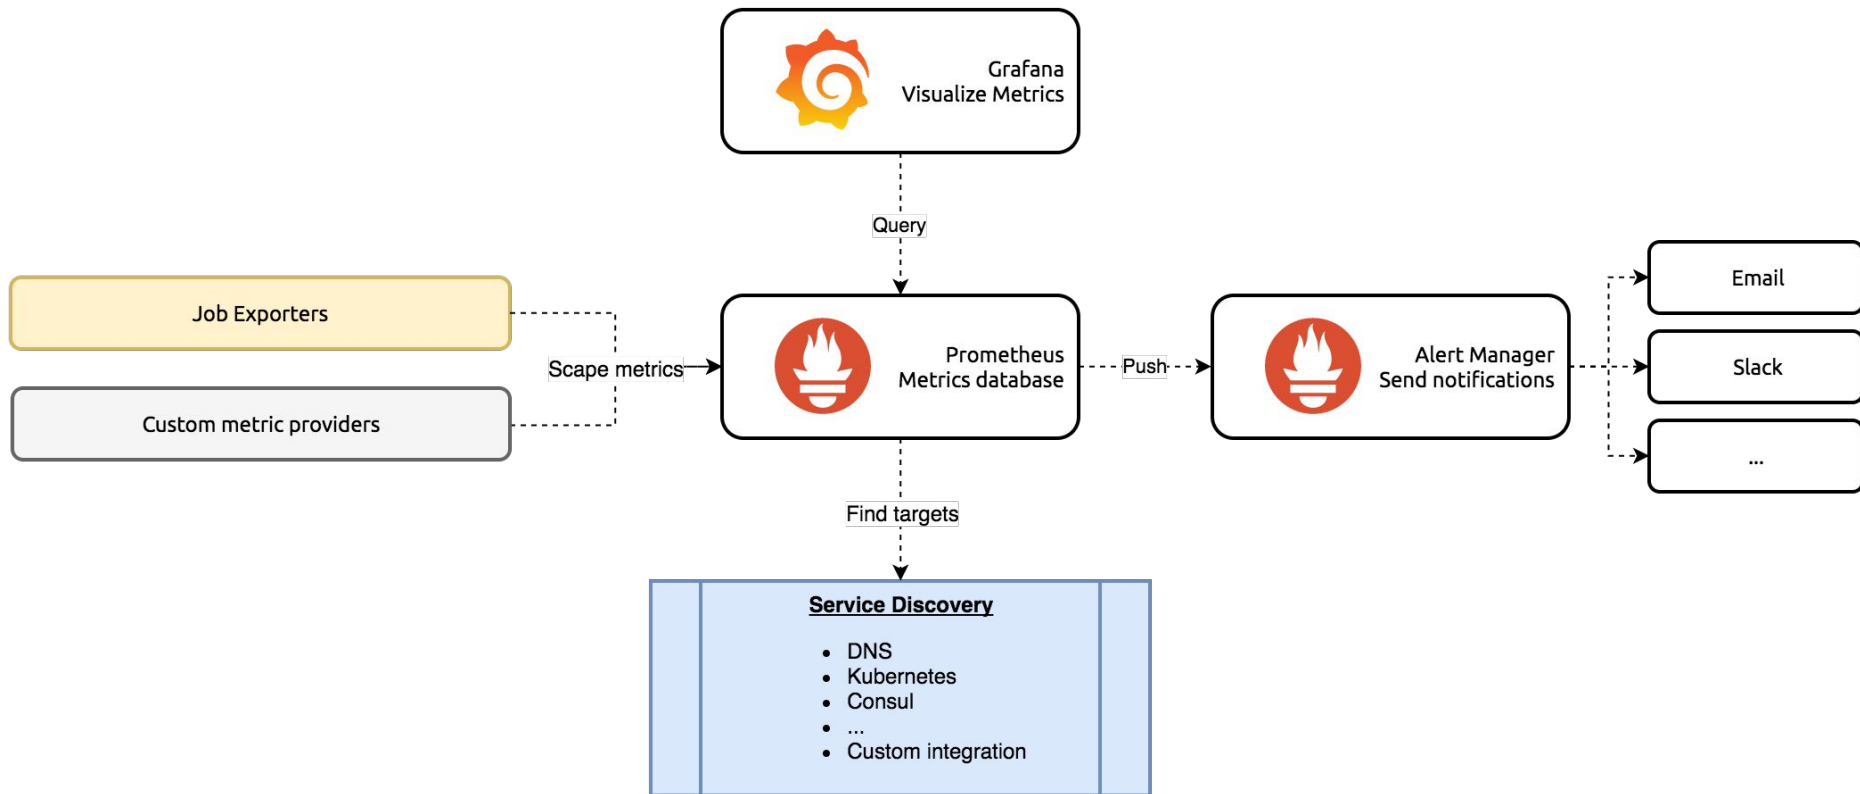 Grafana
Visualize Metrics
Query
Job Exporters
Custom metric providers
Scape metrics
Prometheus
Metrics database
Push
Alert Manager
Send notifications
Email
Slack
...
Find targets
Service Discovery
• DNS
• Kubernetes
• Consul
• ...
• Custom integration